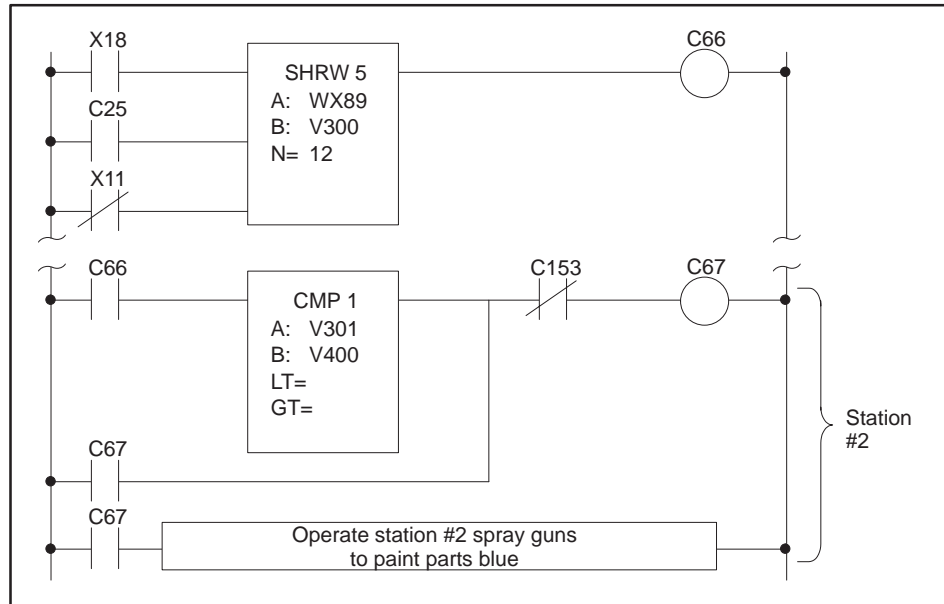 X18
C66
SHRW 5
A: WX89
C25
B: V300
N= 12
X11
C66
C153
C67
CMP 1
A: V301
B: V400
LT=
GT=
Station
#2
C67
C67
Operate station #2 spray guns
to paint parts blue